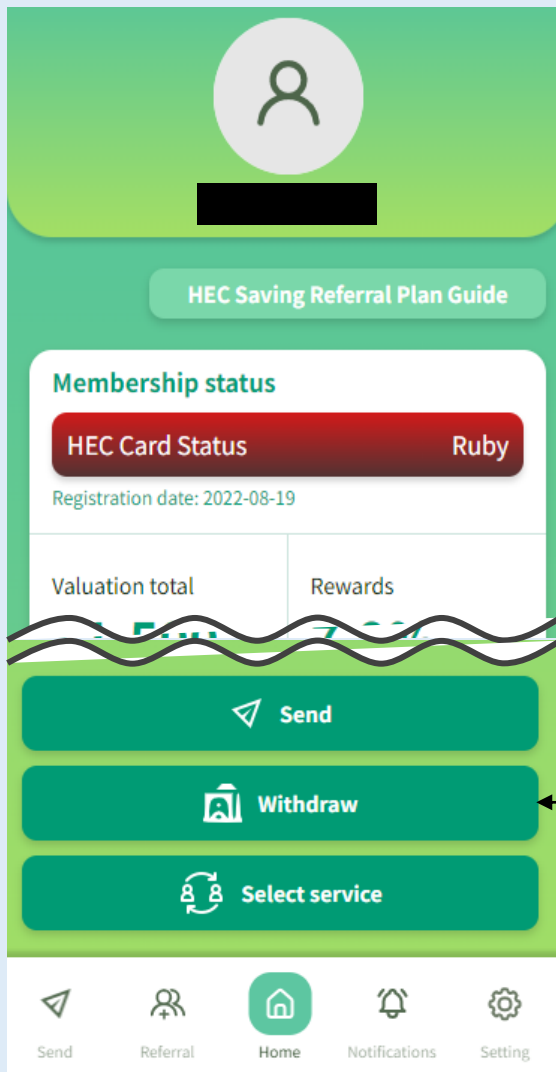 HEC Saving Referral Plan Guide
Membership status
HEC Card Status Ruby
Registration date: 2022-08-19
Valuation total Rewards
Send
Withdraw
Select service
Send Referral Home Notifications Setting